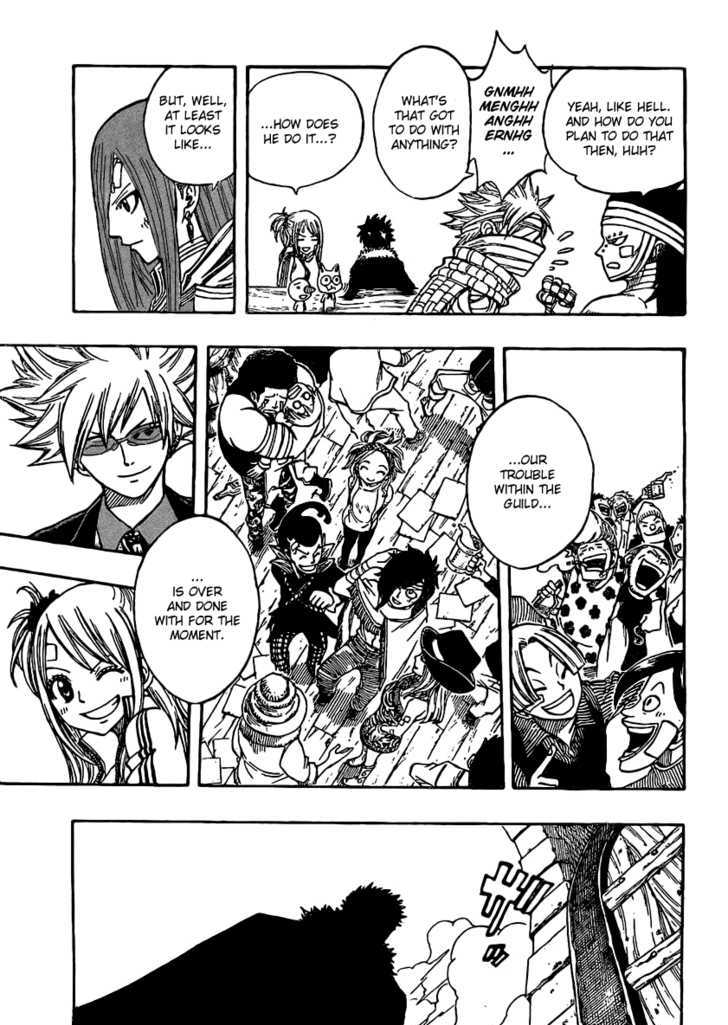 YEAH, LIKE HELL.
AND HOW DO YOU
PLAN TO DO THAT
THEN, HUH?
GNMHH
MENGHH
ANGHH
ERNHG
...
WHAT'S
THAT GOT
TO DO WITH
ANYTHING?
...HOW DOES
HE DO IT...?
BUT, WELL,
AT LEAST
IT LOOKS
LIKE...
...OUR
TROUBLE
WITHIN THE
GUILD...
...
IS OVER
AND DONE
WITH FOR THE
MOMENT.
ザッ